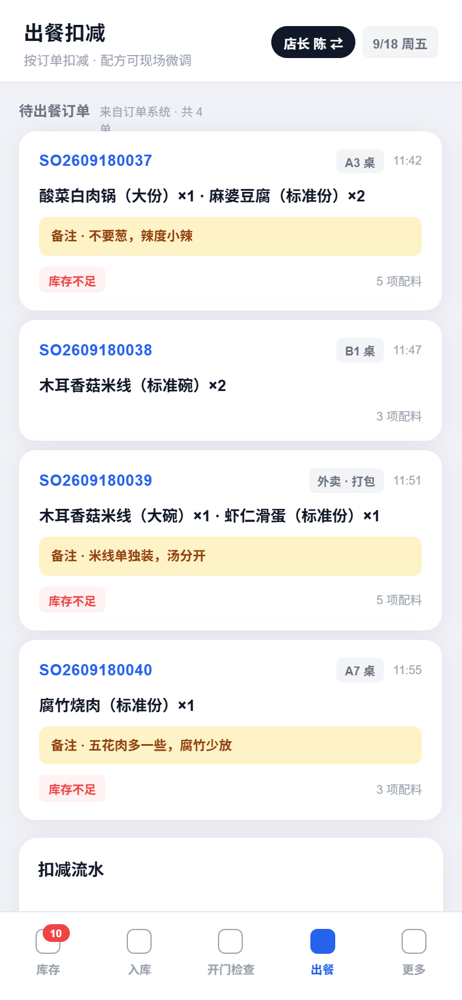 出餐扣减
店长 陈 ⇄
9/18 周五
按订单扣减 · 配方可现场微调
待出餐订单
来自订单系统 · 共 4
单
SO2609180037
A3 桌
11:42
酸菜白肉锅（大份）×1 · 麻婆豆腐（标准份）×2
备注 · 不要葱，辣度小辣
库存不足
5 项配料
SO2609180038
B1 桌
11:47
木耳香菇米线（标准碗）×2
3 项配料
SO2609180039
外卖 · 打包
11:51
木耳香菇米线（大碗）×1 · 虾仁滑蛋（标准份）×1
备注 · 米线单独装，汤分开
库存不足
5 项配料
SO2609180040
A7 桌
11:55
腐竹烧肉（标准份）×1
备注 · 五花肉多一些，腐竹少放
库存不足
3 项配料
扣减流水
10
库存
入库
开门检查
出餐
更多